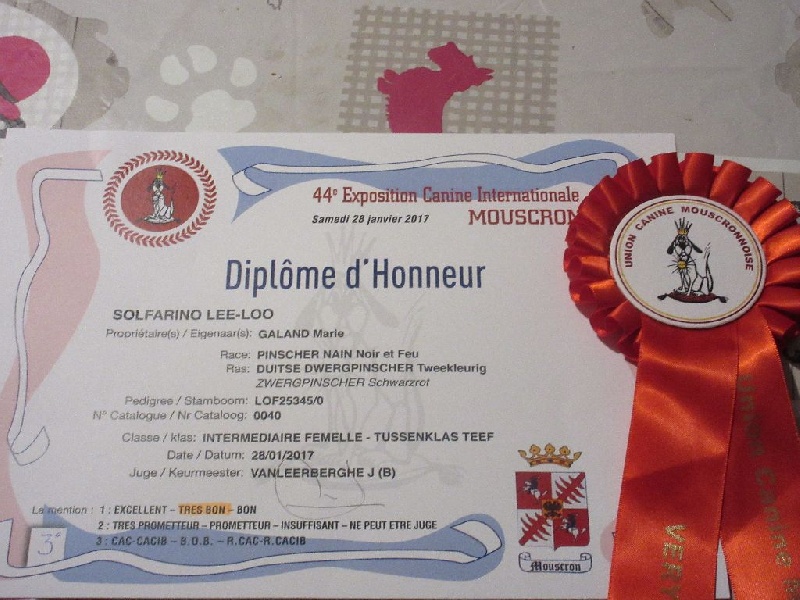 44e Exposition Canine Internationale
Samedi 28 janvier 2017 MOUSCRON
Diplôme d'Honneur
SOLFARINO LEE-LOO
Propriétaire(s) / Eigenaar(s): GALAND Marie
Race: PINSCHER NAIN Noir et Feu
Ras: DUITSE DWERGPINSCHER Tweekleurig
ZWERGPINSCHER Schwarzrot
Pedigree / Stamboom: LOF25345/0
N° Catalogue / Nr Cataloog: 0040
Classe / klas: INTERMEDIAIRE FEMELLE - TUSSENKLAS TEEF
Date / Datum: 28/01/2017
Juge / Keurmeester: VANLEERBERGHE J (B)
La mention : 1 : EXCELLENT – TRES BON – BON
2 : TRES PROMETTEUR – PROMETTEUR – INSUFFISANT – NE PEUT ETRE JUGE
3 : CAC-CACIB – B.O.B. – R.CAC-R.CACIB
3e
Mouscron
UNION CANINE MOUSCRONNOISE
Union Canine
VERY